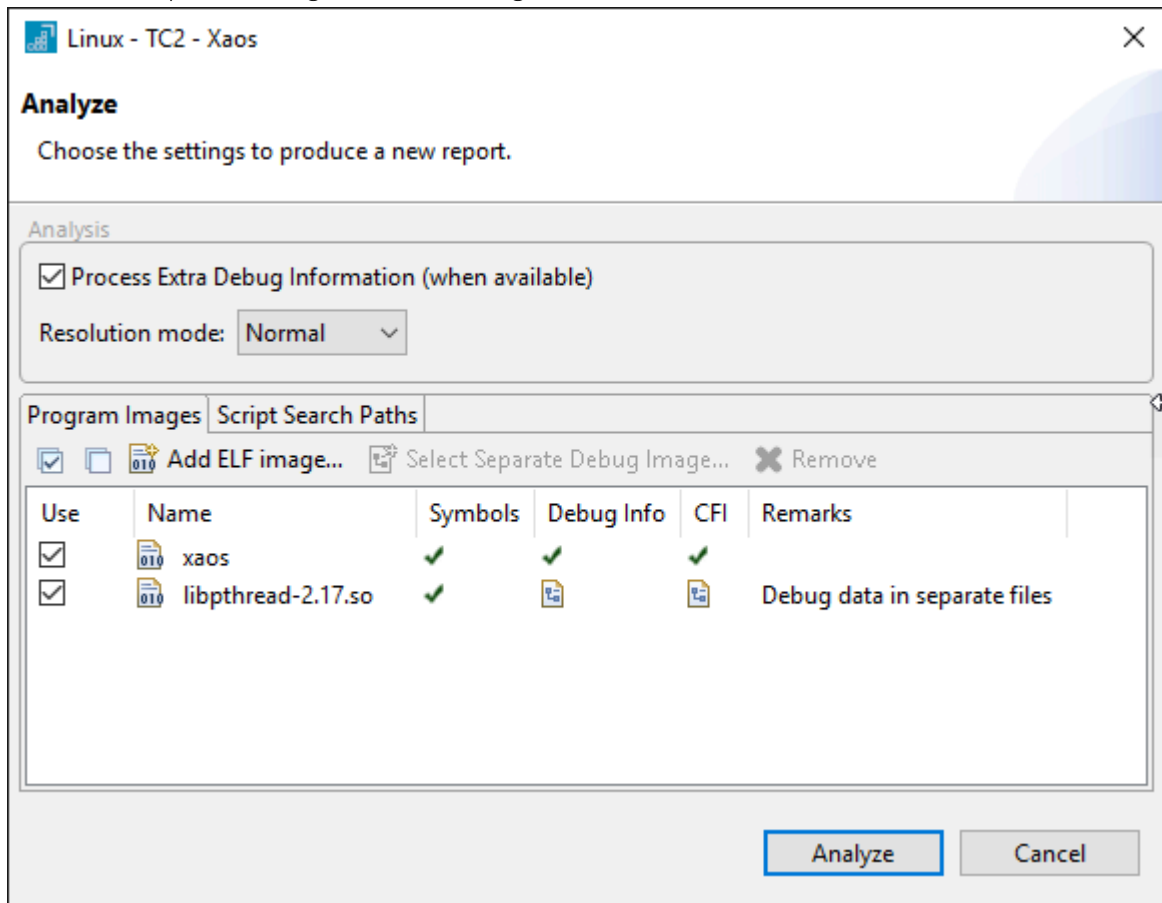 Linux - TC2 - Xaos
Analyze
Choose the settings to produce a new report.
Analysis
Process Extra Debug Information (when available)
Resolution mode: Normal
Program Images Script Search Paths
Add ELF image... Select Separate Debug Image... Remove
Use Name Symbols Debug Info CFI Remarks
xaos
libpthread-2.17.so Debug data in separate files
Analyze Cancel